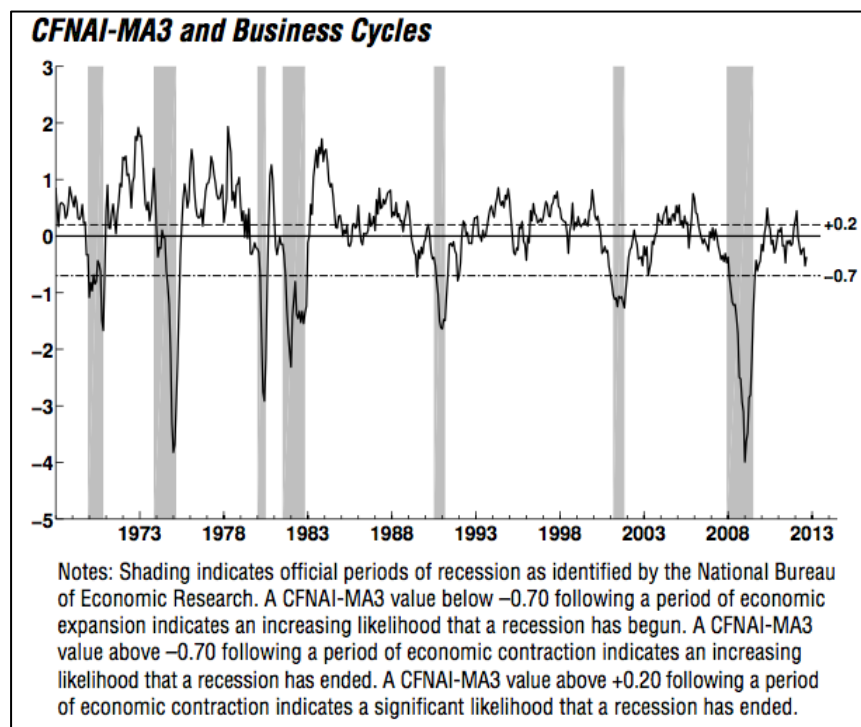 CFNAI-MA3 and Business Cycles
3
2
1
+0.2
0
−0.7
−1
−2
−3
−4
−5
1973 1978 1983 1988 1993 1998 2003 2008 2013
Notes: Shading indicates official periods of recession as identified by the National Bureau
of Economic Research. A CFNAI-MA3 value below −0.70 following a period of economic
expansion indicates an increasing likelihood that a recession has begun. A CFNAI-MA3
value above −0.70 following a period of economic contraction indicates an increasing
likelihood that a recession has ended. A CFNAI-MA3 value above +0.20 following a period
of economic contraction indicates a significant likelihood that a recession has ended.